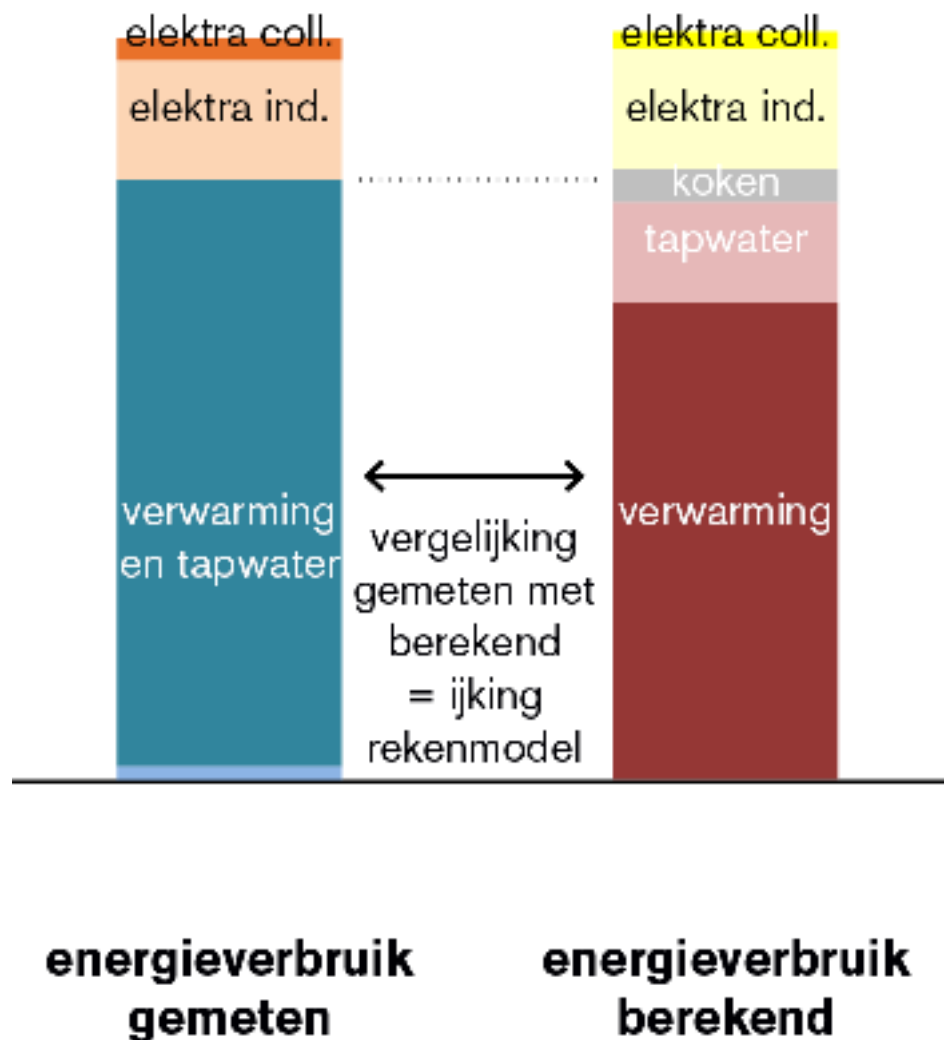 elektra coll.
elektra ind.
verwarming
en tapwater
vergelijking
gemeten met
berekend
= ijking
rekenmodel
elektra coll.
elektra ind.
koken
tapwater
verwarming
energieverbruik
gemeten
energieverbruik
berekend